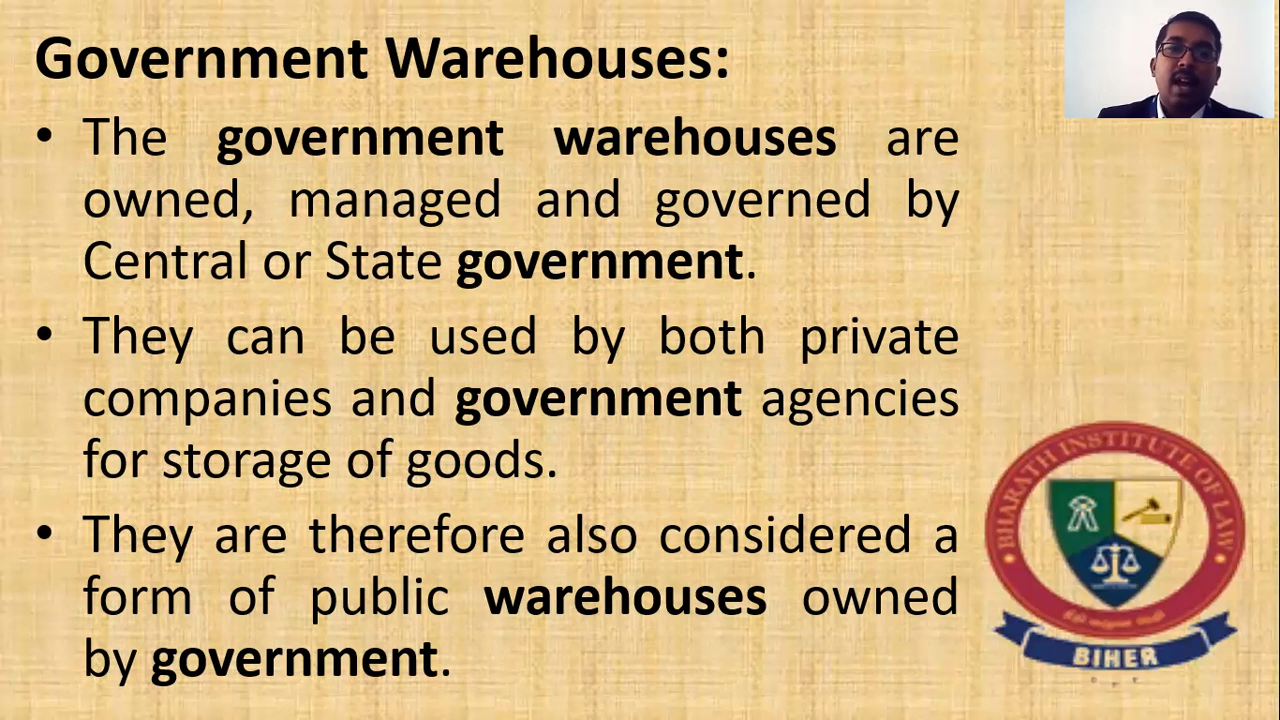 Government Warehouses:
• The government warehouses are
owned, managed and governed by
Central or State government.
• They can be used by both private
companies and government agencies
for storage of goods.
• They are therefore also considered a
form of public warehouses owned
by government.
BHARATH INSTITUTE OF LAW
BIHER